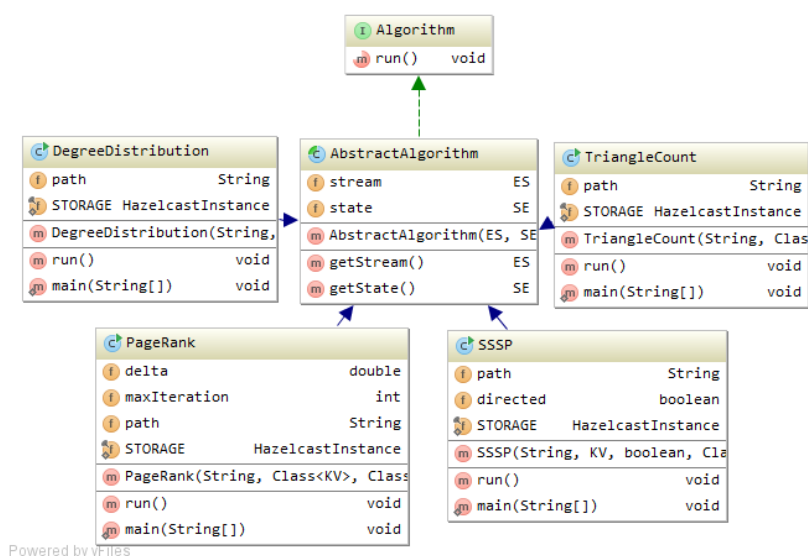 Algorithm
run() void
DegreeDistribution
path String
STORAGE HazelcastInstance
DegreeDistribution(String,
run() void
main(String[]) void
AbstractAlgorithm
stream ES
state SE
AbstractAlgorithm(ES, SE
getStream() ES
getState() SE
TriangleCount
path String
STORAGE HazelcastInstance
TriangleCount(String, Clas
run() void
main(String[]) void
PageRank
delta double
maxIteration int
path String
STORAGE HazelcastInstance
PageRank(String, Class<KV>, Class
run() void
main(String[]) void
SSSP
path String
directed boolean
STORAGE HazelcastInstance
SSSP(String, KV, boolean, Cla
run() void
main(String[]) void
Powered by yFiles